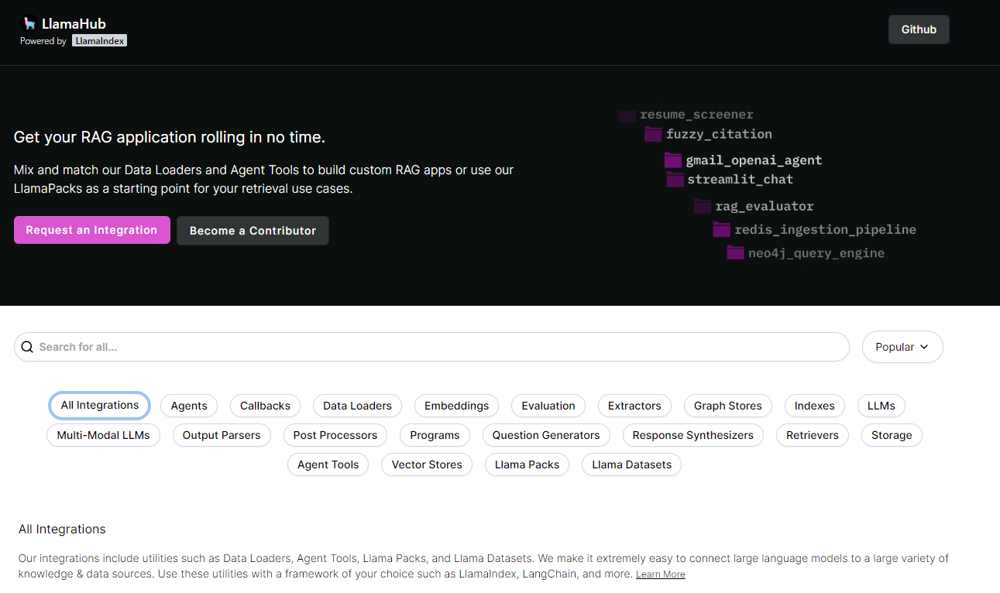 LlamaHub
Powered by LlamaIndex
Github
Get your RAG application rolling in no time.
Mix and match our Data Loaders and Agent Tools to build custom RAG apps or use our
LlamaPacks as a starting point for your retrieval use cases.
Request an Integration
Become a Contributor
resume_screener
fuzzy_citation
gmail_openai_agent
streamlit_chat
rag_evaluator
redis_ingestion_pipeline
neo4j_query_engine
Search for all...
Popular
All Integrations Agents Callbacks Data Loaders Embeddings Evaluation Extractors Graph Stores Indexes LLMs
Multi-Modal LLMs Output Parsers Post Processors Programs Question Generators Response Synthesizers Retrievers Storage
Agent Tools Vector Stores Llama Packs Llama Datasets
All Integrations
Our integrations include utilities such as Data Loaders, Agent Tools, Llama Packs, and Llama Datasets. We make it extremely easy to connect large language models to a large variety of
knowledge & data sources. Use these utilities with a framework of your choice such as LlamaIndex, LangChain, and more. Learn More